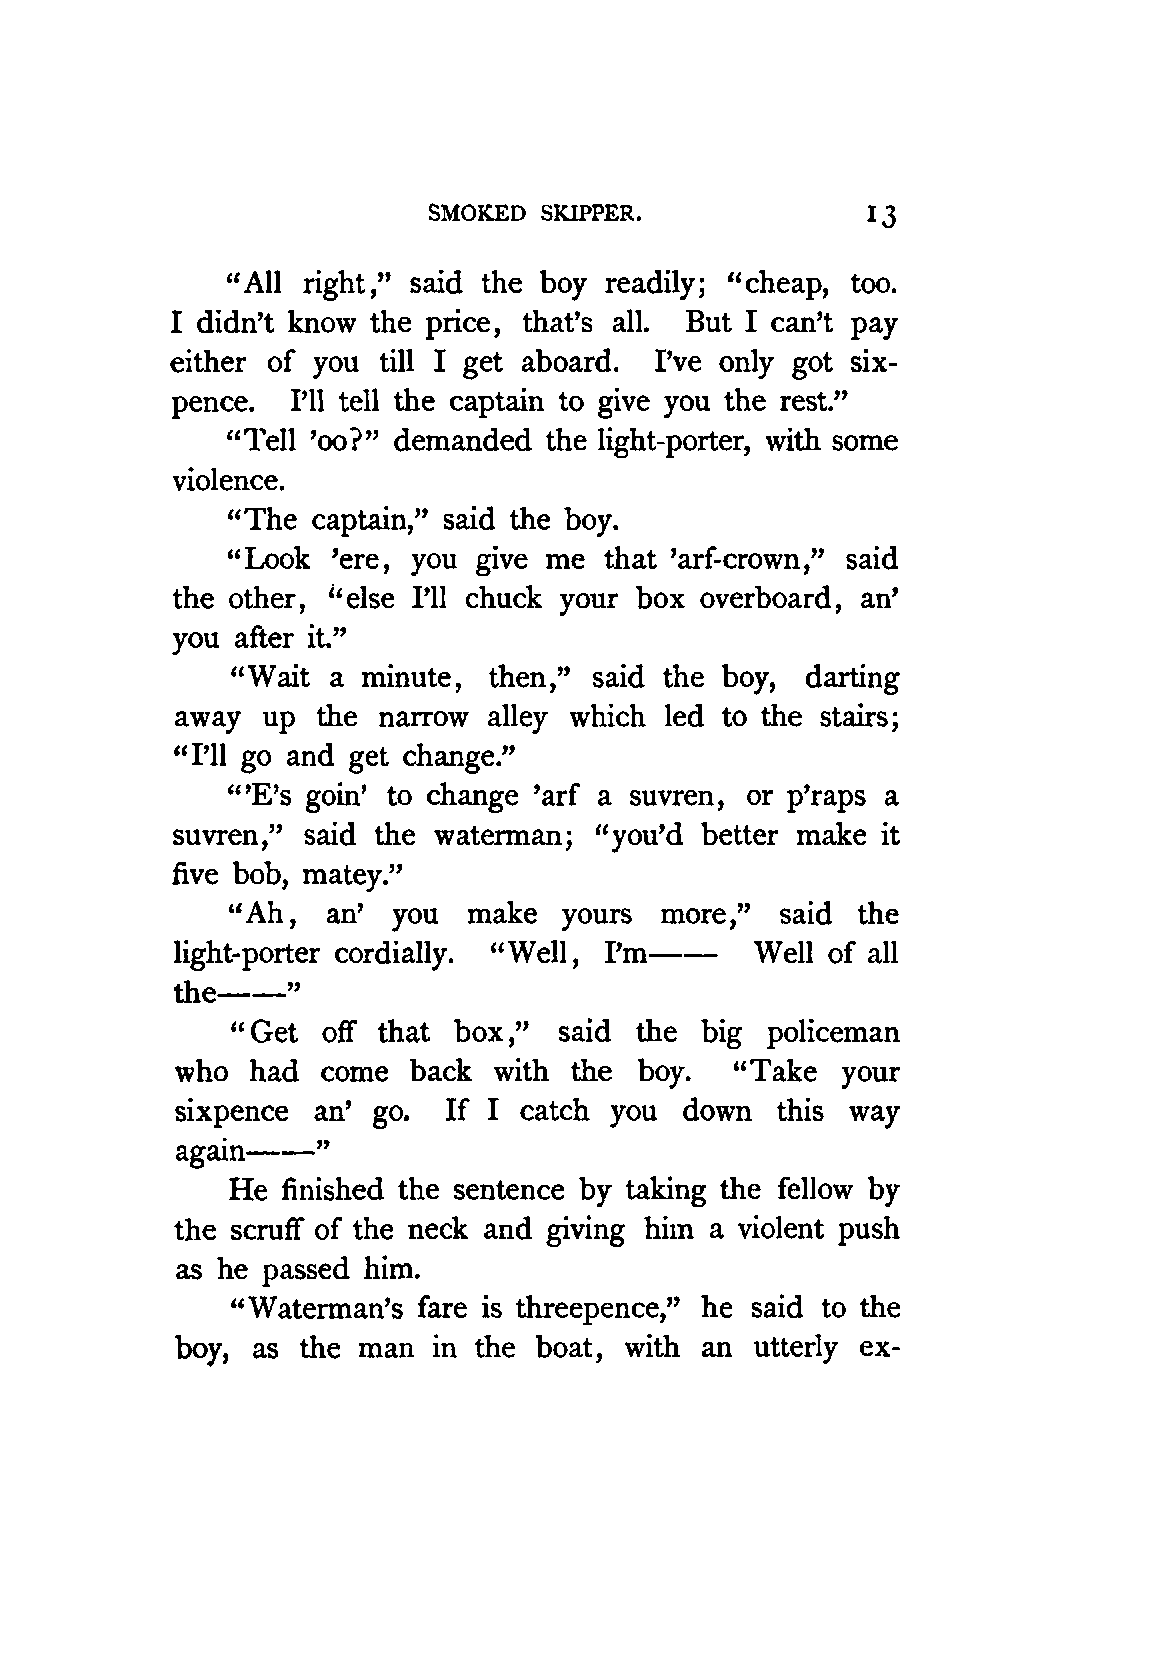 SMOKED SKIPPER. 13
“All right,” said the boy readily; “cheap, too.
I didn’t know the price, that’s all. But I can’t pay
either of you till I get aboard. I’ve only got six-
pence. I’ll tell the captain to give you the rest.”
“Tell ’oo?” demanded the light-porter, with some
violence.
“The captain,” said the boy.
“Look ’ere, you give me that ’arf-crown,” said
the other, “else I’ll chuck your box overboard, an’
you after it.”
“Wait a minute, then,” said the boy, darting
away up the narrow alley which led to the stairs;
“I’ll go and get change.”
“’E’s goin’ to change ’arf a suvren, or p’raps a
suvren,” said the waterman; “you’d better make it
five bob, matey.”
“Ah, an’ you make yours more,” said the
light-porter cordially. “Well, I’m—— Well of all
the——”
“Get off that box,” said the big policeman
who had come back with the boy. “Take your
sixpence an’ go. If I catch you down this way
again——”
He finished the sentence by taking the fellow by
the scruff of the neck and giving him a violent push
as he passed him.
“Waterman’s fare is threepence,” he said to the
boy, as the man in the boat, with an utterly ex-